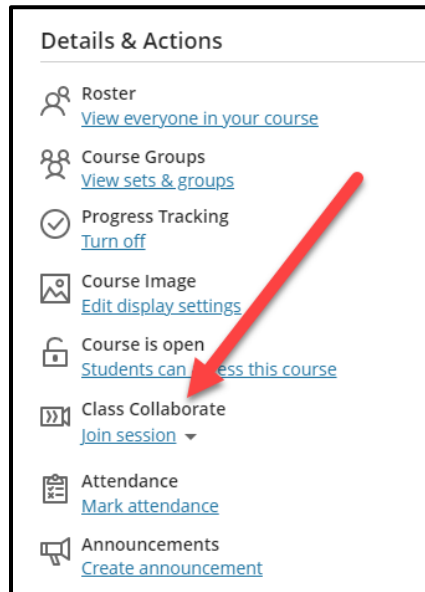 Details & Actions
Roster
View everyone in your course
Course Groups
View sets & groups
Progress Tracking
Turn off
Course Image
Edit display settings
Course is open
Students can access this course
Class Collaborate
Join session
Attendance
Mark attendance
Announcements
Create announcement